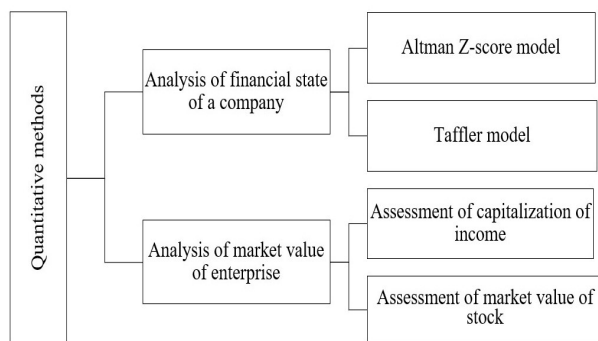 Quantitative methods
Analysis of financial state
of a company
Altman Z-score model
Taffler model
Analysis of market value
of enterprise
Assessment of capitalization of
income
Assessment of market value of
stock